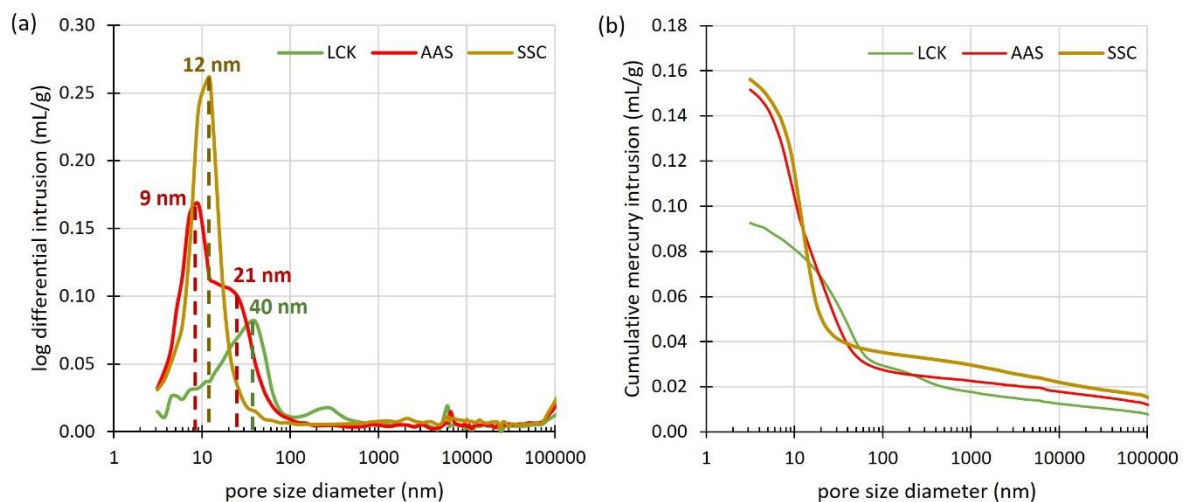 (a)
LCK AAS SSC
log differential intrusion (mL/g)
0.30
0.25
0.20
0.15
0.10
0.05
0.00
12 nm
9 nm
21 nm
40 nm
1 10 100 1000 10000 100000
pore size diameter (nm)
(b)
LCK AAS SSC
Cumulative mercury intrusion (mL/g)
0.18
0.16
0.14
0.12
0.10
0.08
0.06
0.04
0.02
0.00
1 10 100 1000 10000 100000
pore size diameter (nm)